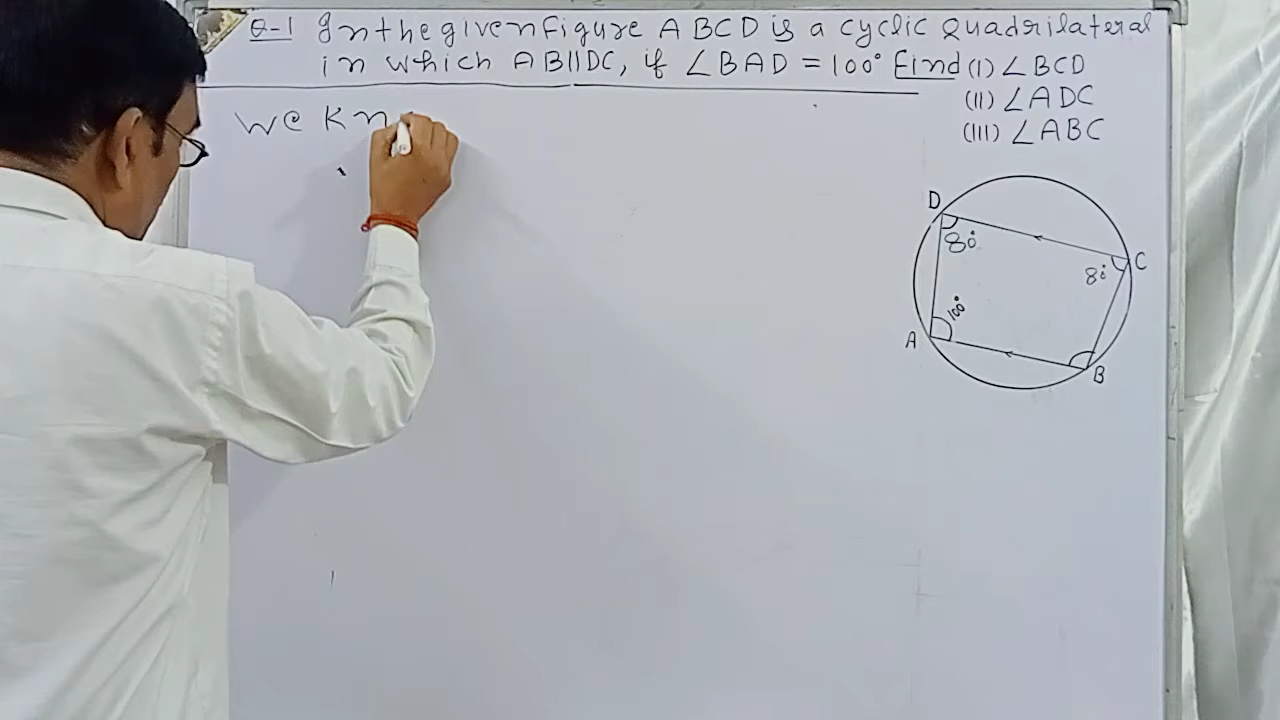 Q-1 In the given figure ABCD is a cyclic quadrilateral
in which AB||DC, if ∠BAD = 100° Find (I) ∠BCD
(II) ∠ADC
(III) ∠ABC
We Kn
D
80°
C
80°
100°
A
B